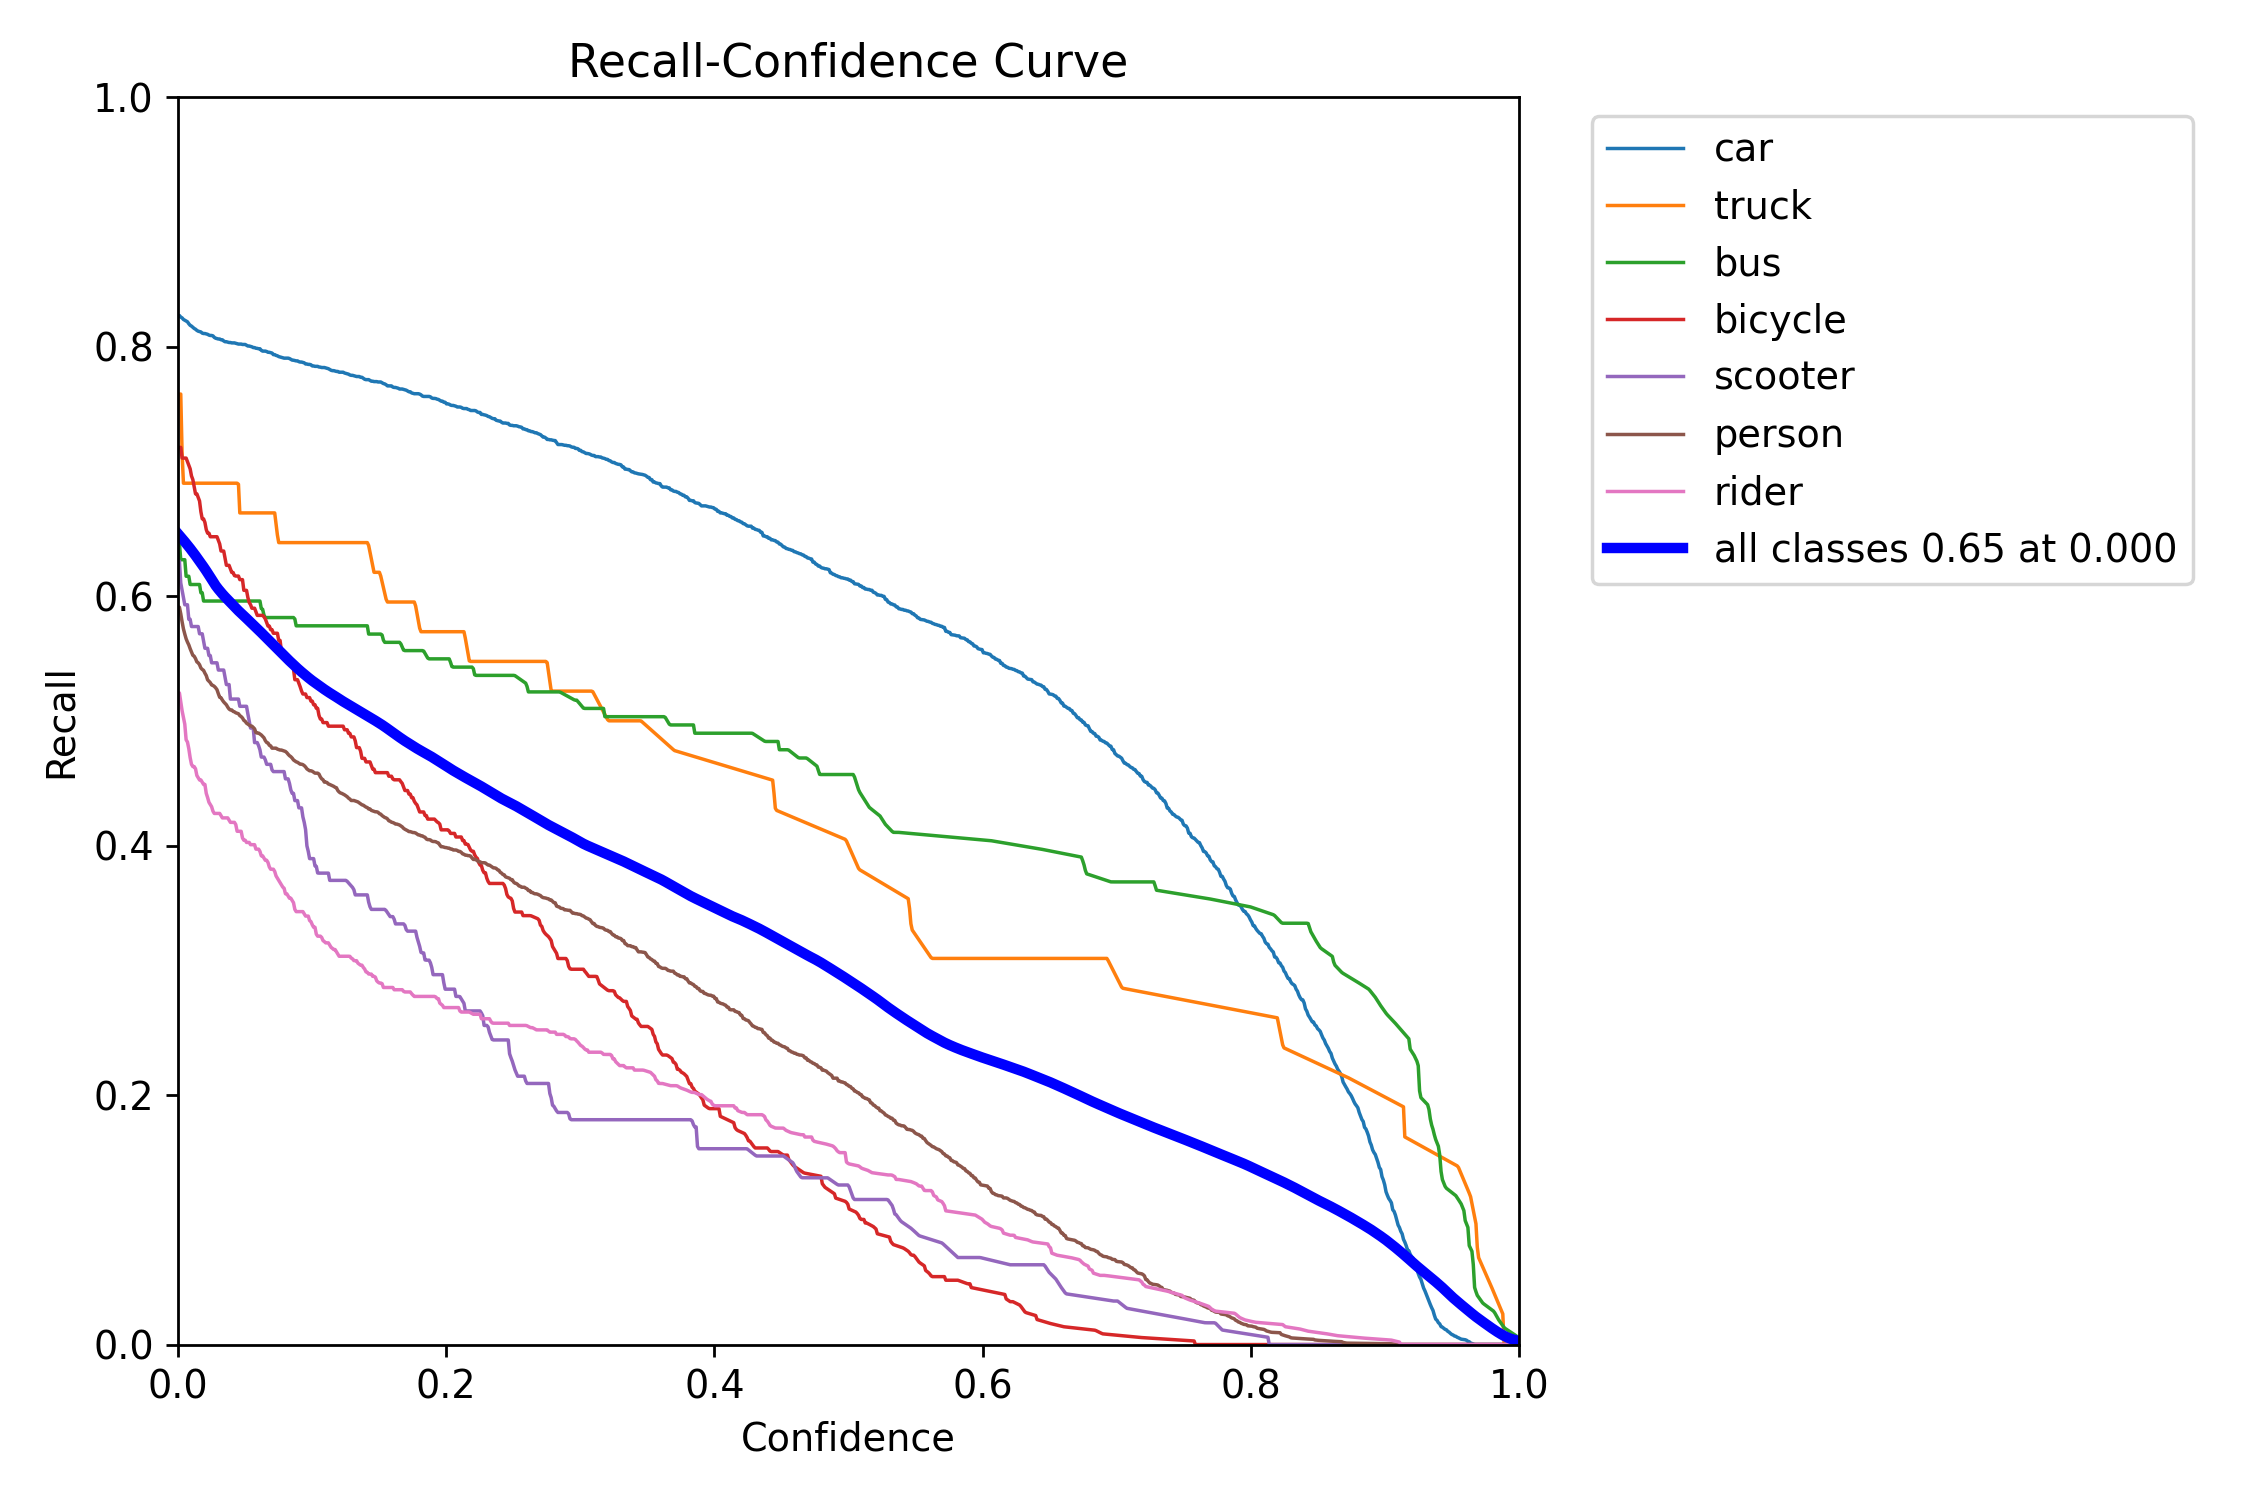 Recall-Confidence Curve
1.0
0.8
0.6
0.4
0.2
0.0
Recall
0.0 0.2 0.4 0.6 0.8 1.0
Confidence
car
truck
bus
bicycle
scooter
person
rider
all classes 0.65 at 0.000